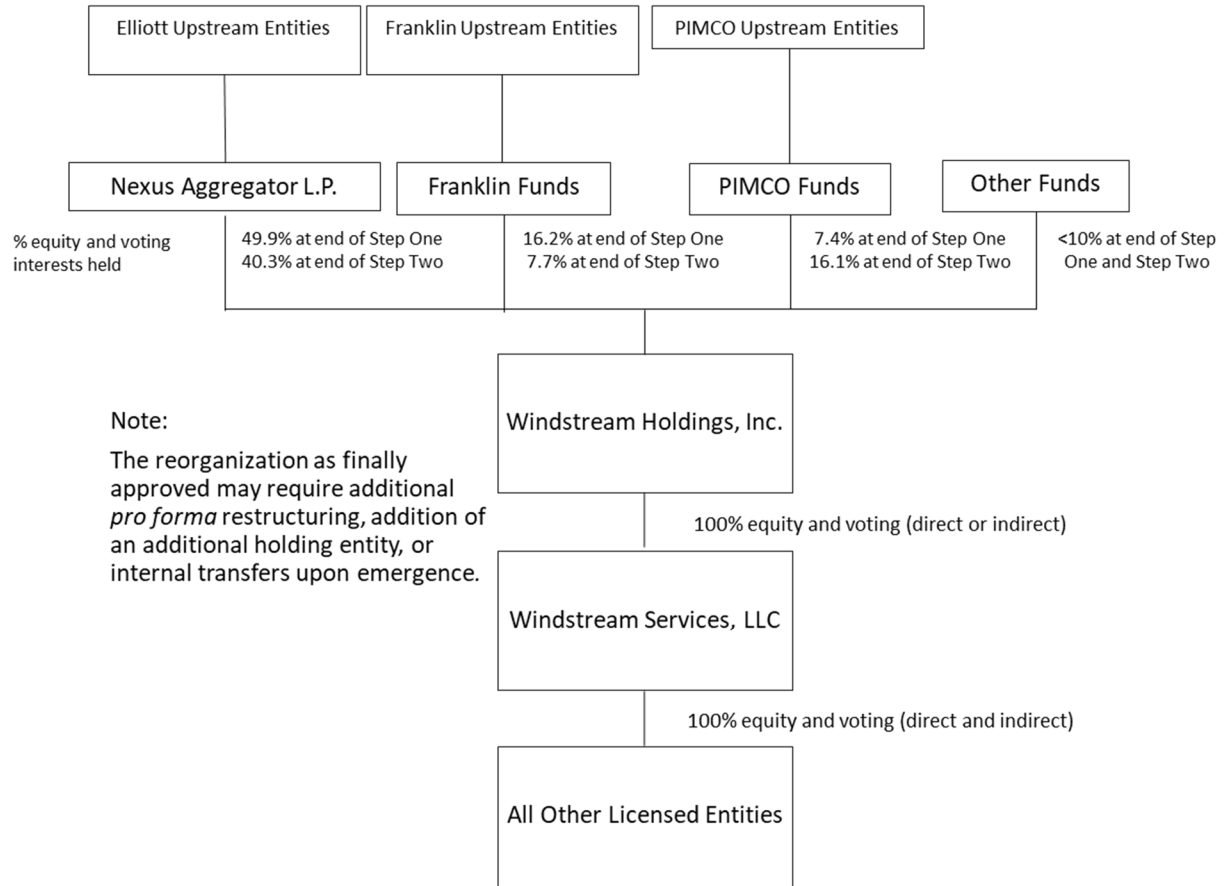 Elliott Upstream Entities
Franklin Upstream Entities
PIMCO Upstream Entities
Nexus Aggregator L.P.
Franklin Funds
PIMCO Funds
Other Funds
% equity and voting
interests held
49.9% at end of Step One
40.3% at end of Step Two
16.2% at end of Step One
7.7% at end of Step Two
7.4% at end of Step One
16.1% at end of Step Two
<10% at end of Step
One and Step Two
Windstream Holdings, Inc.
Note:
The reorganization as finally
approved may require additional
pro forma restructuring, addition of
an additional holding entity, or
internal transfers upon emergence.
100% equity and voting (direct or indirect)
Windstream Services, LLC
100% equity and voting (direct and indirect)
All Other Licensed Entities